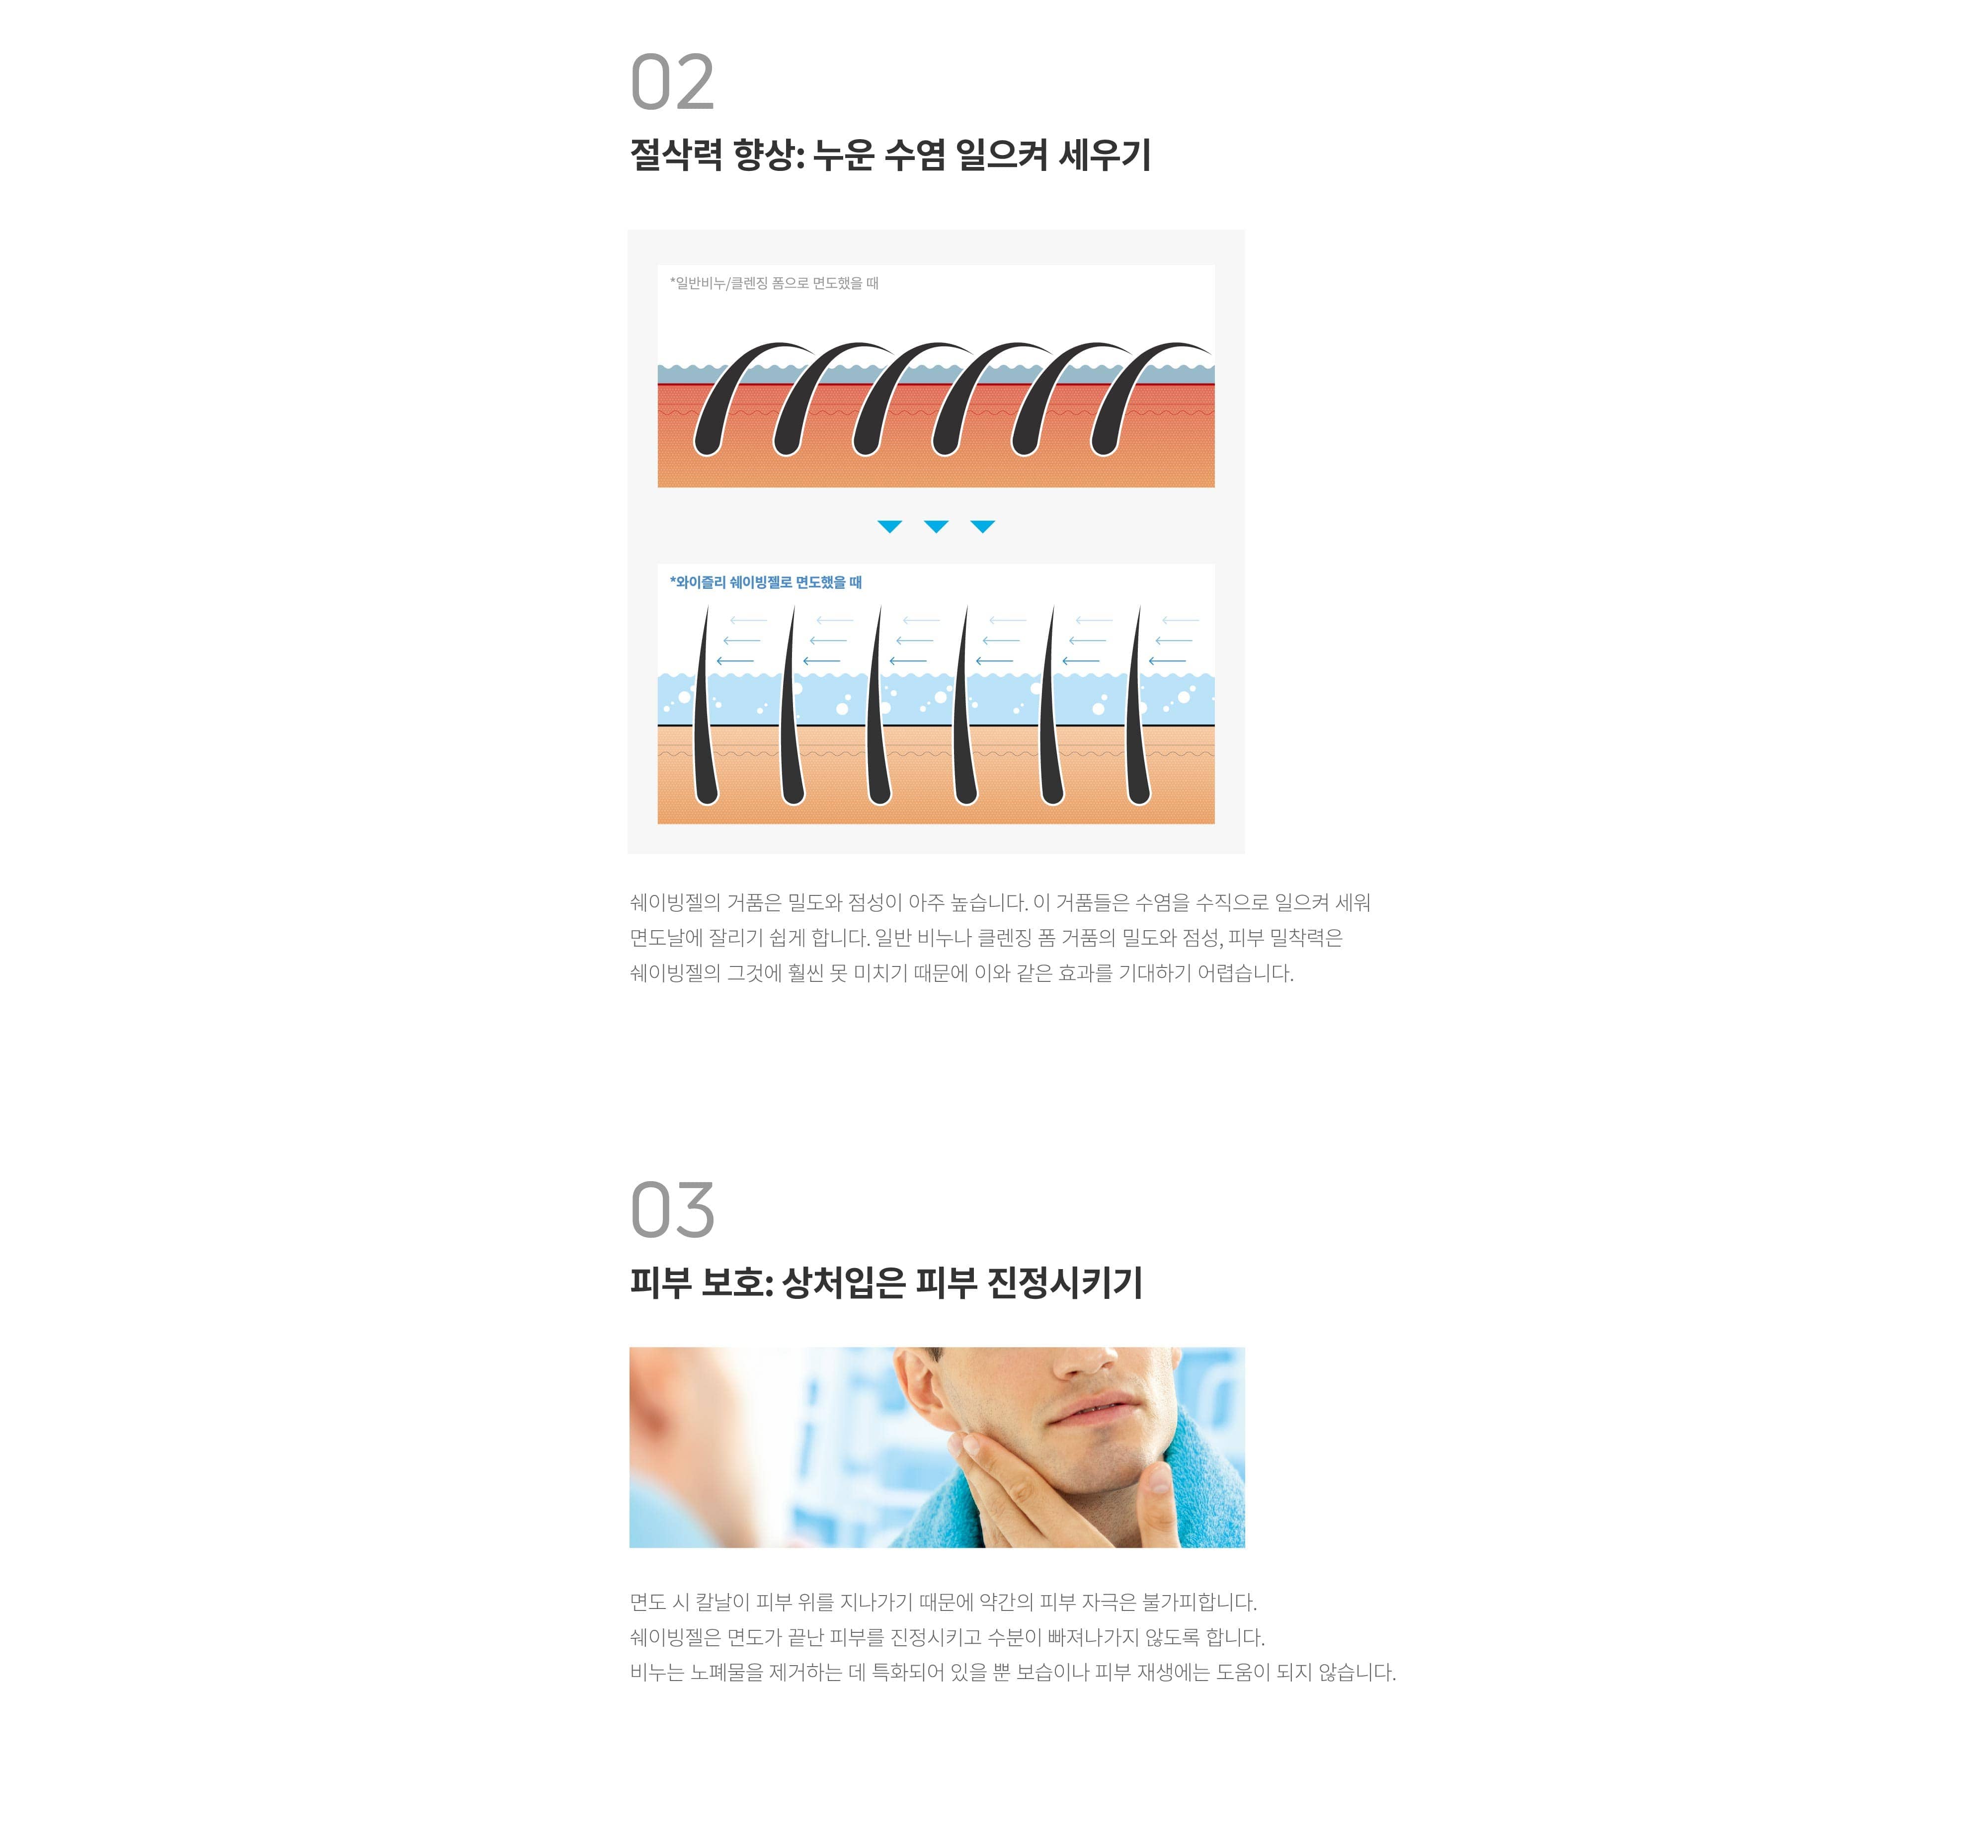 02
절삭력 향상: 누운 수염 일으켜 세우기
*일반비누/클렌징 폼으로 면도했을 때
*와이즐리 쉐이빙젤로 면도했을 때
쉐이빙젤의 거품은 밀도와 점성이 아주 높습니다. 이 거품들은 수염을 수직으로 일으켜 세워
면도날에 잘리기 쉽게 합니다. 일반 비누나 클렌징 폼 거품의 밀도와 점성, 피부 밀착력은
쉐이빙젤의 그것에 훨씬 못 미치기 때문에 이와 같은 효과를 기대하기 어렵습니다.
03
피부 보호: 상처입은 피부 진정시키기
면도 시 칼날이 피부 위를 지나가기 때문에 약간의 피부 자극은 불가피합니다.
쉐이빙젤은 면도가 끝난 피부를 진정시키고 수분이 빠져나가지 않도록 합니다.
비누는 노폐물을 제거하는 데 특화되어 있을 뿐 보습이나 피부 재생에는 도움이 되지 않습니다.